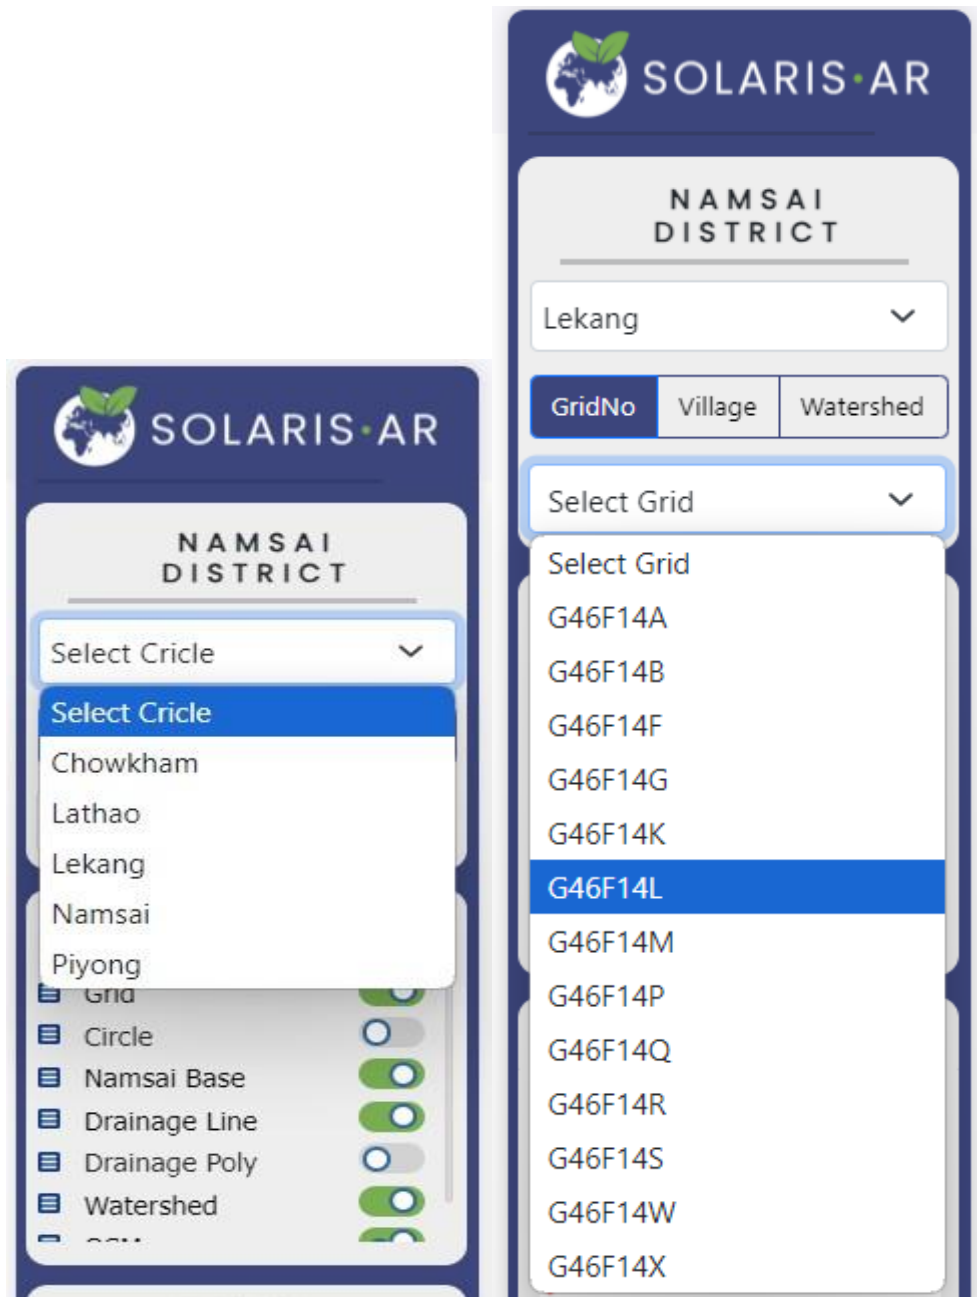 SOLARIS·AR
NAMSAI
DISTRICT
Select Cricle
Select Cricle
Chowkham
Lathao
Lekang
Namsai
Piyong
Grid
Circle
Namsai Base
Drainage Line
Drainage Poly
Watershed
SOLARIS·AR
NAMSAI
DISTRICT
Lekang
GridNo Village Watershed
Select Grid
Select Grid
G46F14A
G46F14B
G46F14F
G46F14G
G46F14K
G46F14L
G46F14M
G46F14P
G46F14Q
G46F14R
G46F14S
G46F14W
G46F14X